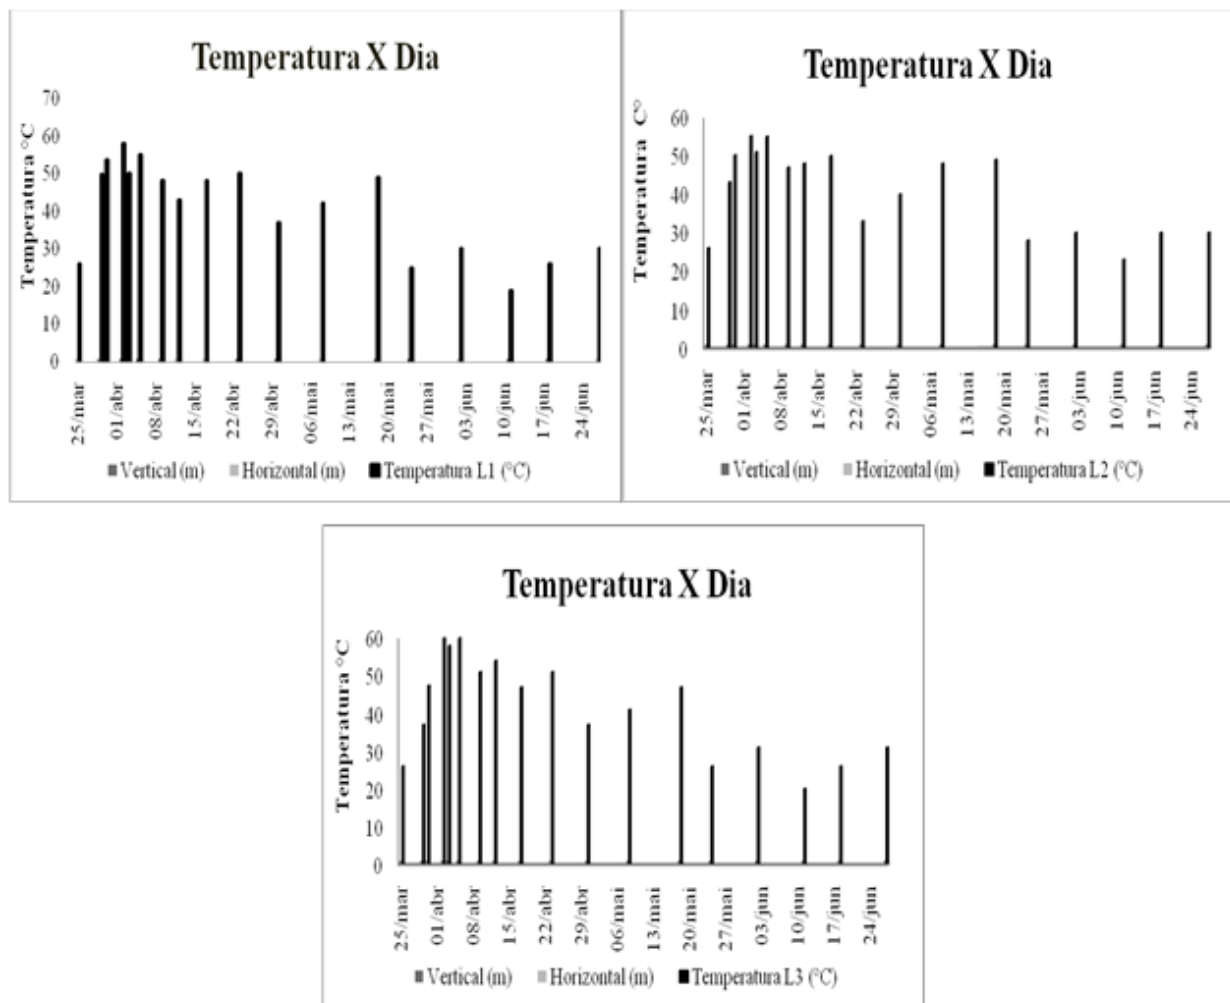 Temperatura X Dia
Temperatura °C
70
60
50
40
30
20
10
0
25/mar
01/abr
08/abr
15/abr
22/abr
29/abr
06/mai
13/mai
20/mai
27/mai
03/jun
10/jun
17/jun
24/jun
Vertical (m) Horizontal (m) Temperatura L1 (°C)
Temperatura X Dia
Temperatura C°
60
50
40
30
20
10
0
25/mar
01/abr
08/abr
15/abr
22/abr
29/abr
06/mai
13/mai
20/mai
27/mai
03/jun
10/jun
17/jun
24/jun
Vertical (m) Horizontal (m) Temperatura L2 (°C)
Temperatura X Dia
Temperatura °C
60
50
40
30
20
10
0
25/mar
01/abr
08/abr
15/abr
22/abr
29/abr
06/mai
13/mai
20/mai
27/mai
03/jun
10/jun
17/jun
24/jun
Vertical (m) Horizontal (m) Temperatura L3 (°C)